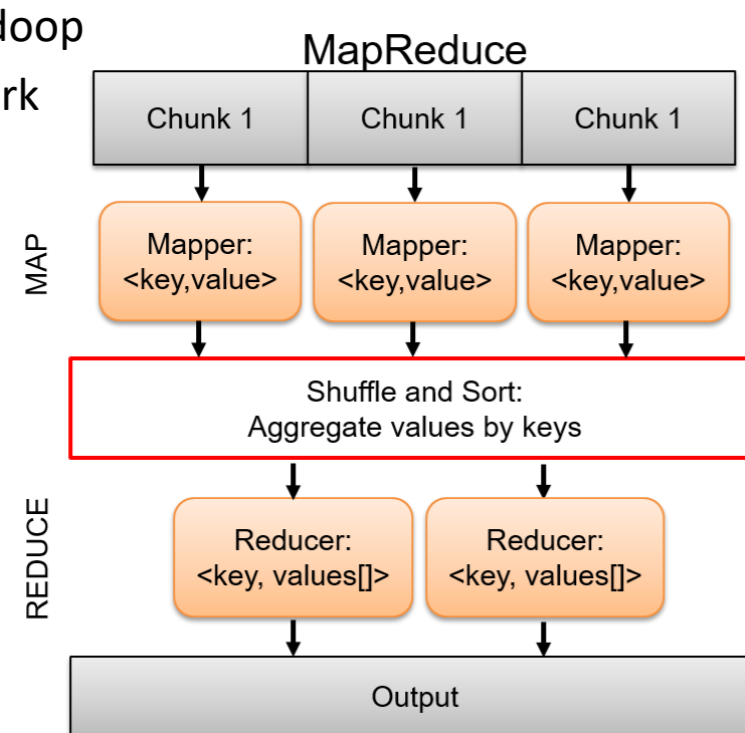 doop
rk
MapReduce
Chunk 1
Chunk 1
Chunk 1
MAP
Mapper:
<key,value>
Mapper:
<key,value>
Mapper:
<key,value>
Shuffle and Sort:
Aggregate values by keys
REDUCE
Reducer:
<key, values[]>
Reducer:
<key, values[]>
Output